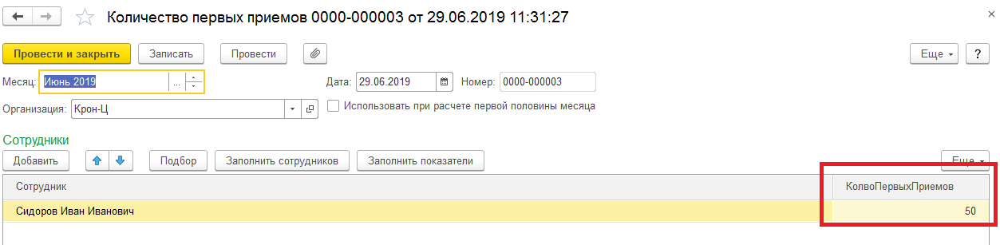 Количество первых приемов 0000-000003 от 29.06.2019 11:31:27
Провести и закрыть Записать Провести Еще ?
Месяц: Июнь 2019 ... Дата: 29.06.2019 Номер: 0000-000003
Организация: Крон-Ц Использовать при расчете первой половины месяца
Сотрудники
Добавить Подбор Заполнить сотрудников Заполнить показатели Еще
Сотрудник КолвоПервыхПриемов
Сидоров Иван Иванович 50